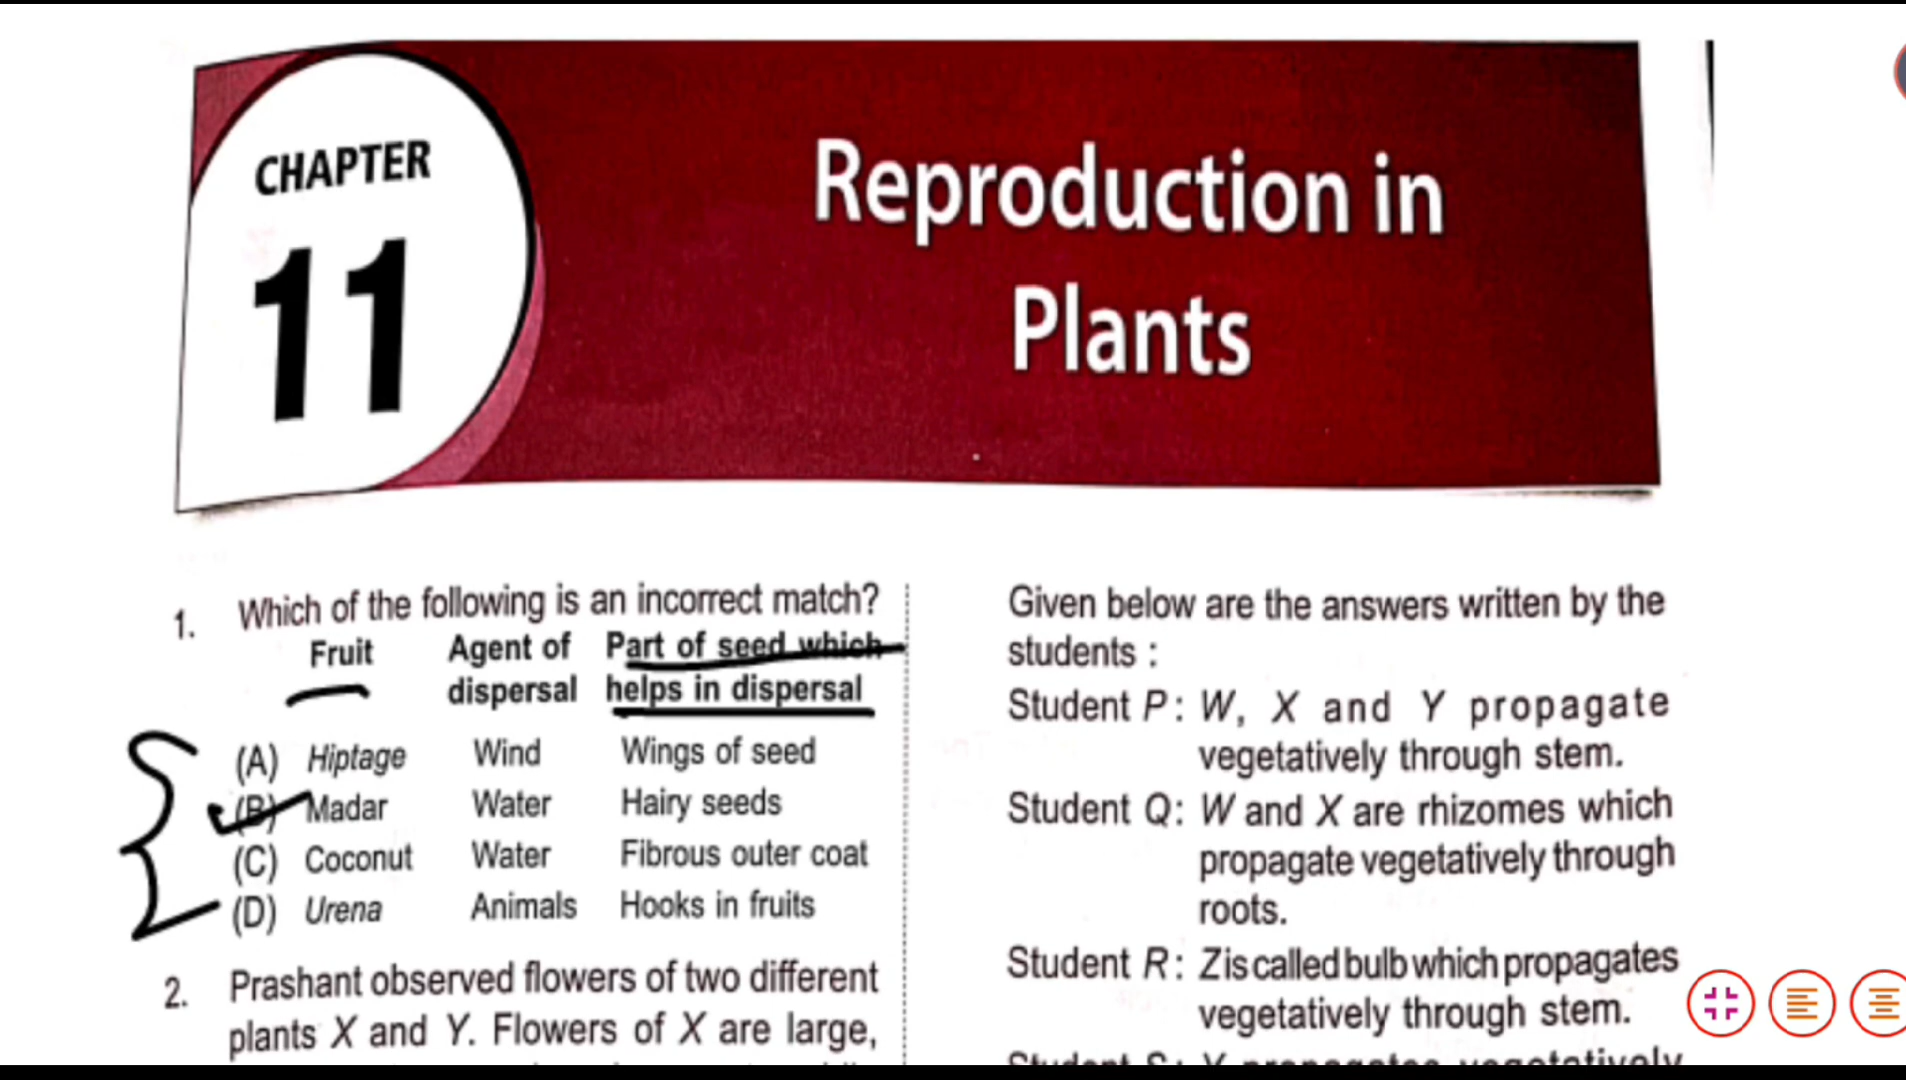 CHAPTER
11
Reproduction in
Plants
1. Which of the following is an incorrect match?
Fruit Agent of Part of seed which
dispersal helps in dispersal
(A) Hiptage Wind Wings of seed
(B) Madar Water Hairy seeds
(C) Coconut Water Fibrous outer coat
(D) Urena Animals Hooks in fruits
2. Prashant observed flowers of two different
plants X and Y. Flowers of X are large,
Given below are the answers written by the
students :
Student P: W, X and Y propagate
vegetatively through stem.
Student Q: W and X are rhizomes which
propagate vegetatively through
roots.
Student R: Z is called bulb which propagates
vegetatively through stem.
Student S: Y propagates vegetatively